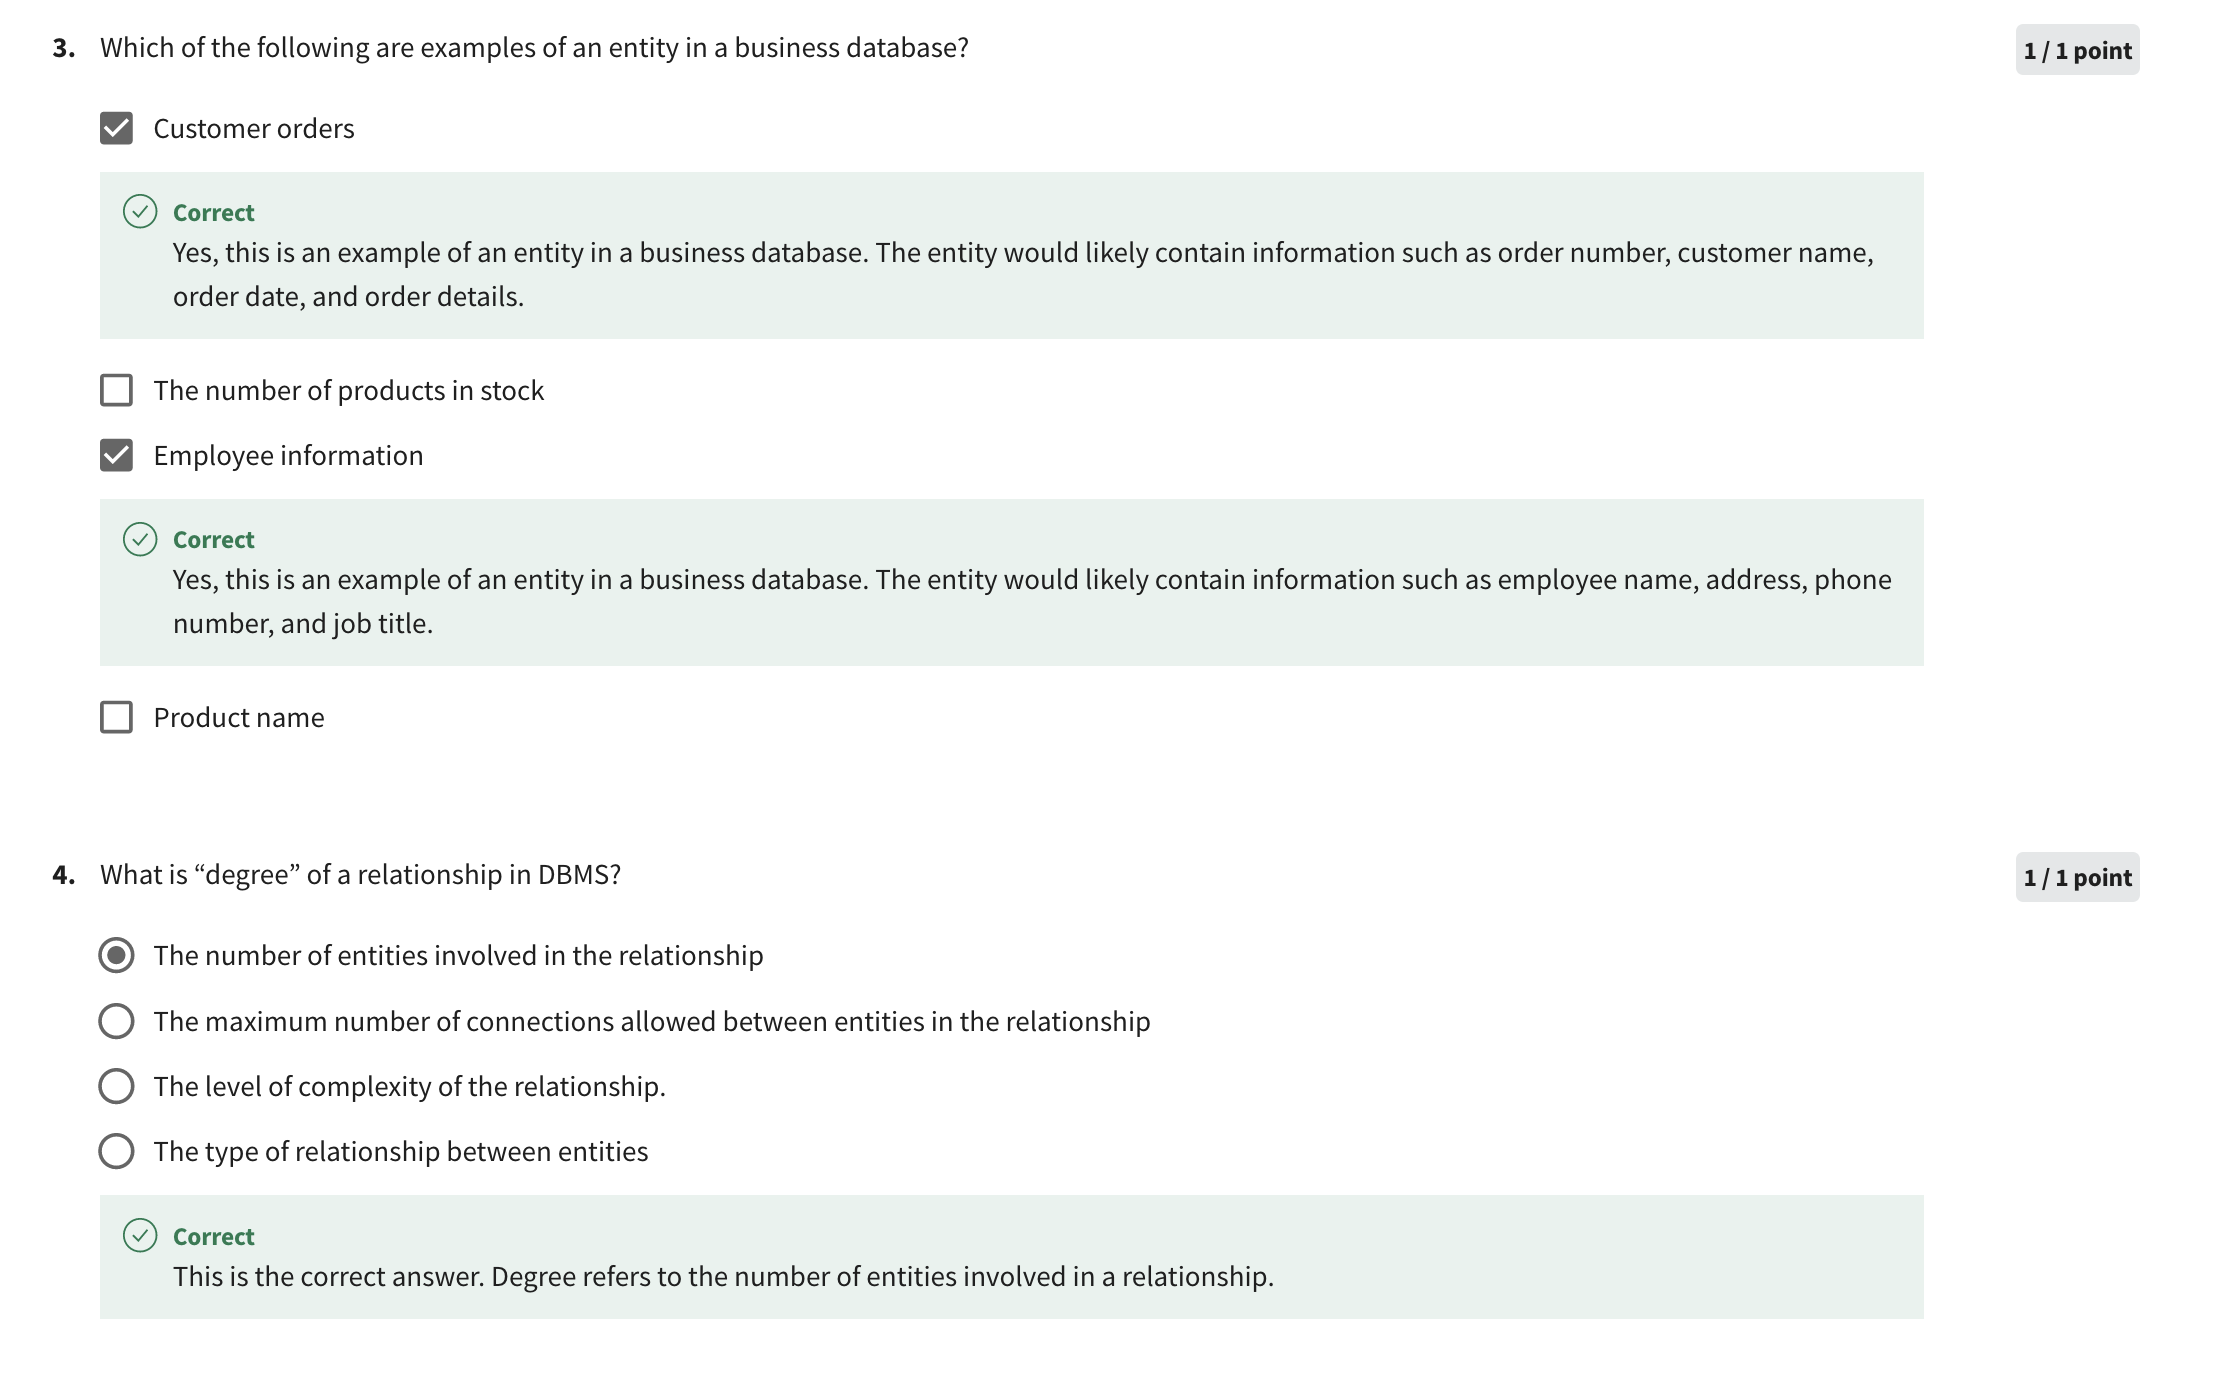 3. Which of the following are examples of an entity in a business database?
1 / 1 point
Customer orders
Correct
Yes, this is an example of an entity in a business database. The entity would likely contain information such as order number, customer name,
order date, and order details.
The number of products in stock
Employee information
Correct
Yes, this is an example of an entity in a business database. The entity would likely contain information such as employee name, address, phone
number, and job title.
Product name
4. What is “degree” of a relationship in DBMS?
1 / 1 point
The number of entities involved in the relationship
The maximum number of connections allowed between entities in the relationship
The level of complexity of the relationship.
The type of relationship between entities
Correct
This is the correct answer. Degree refers to the number of entities involved in a relationship.